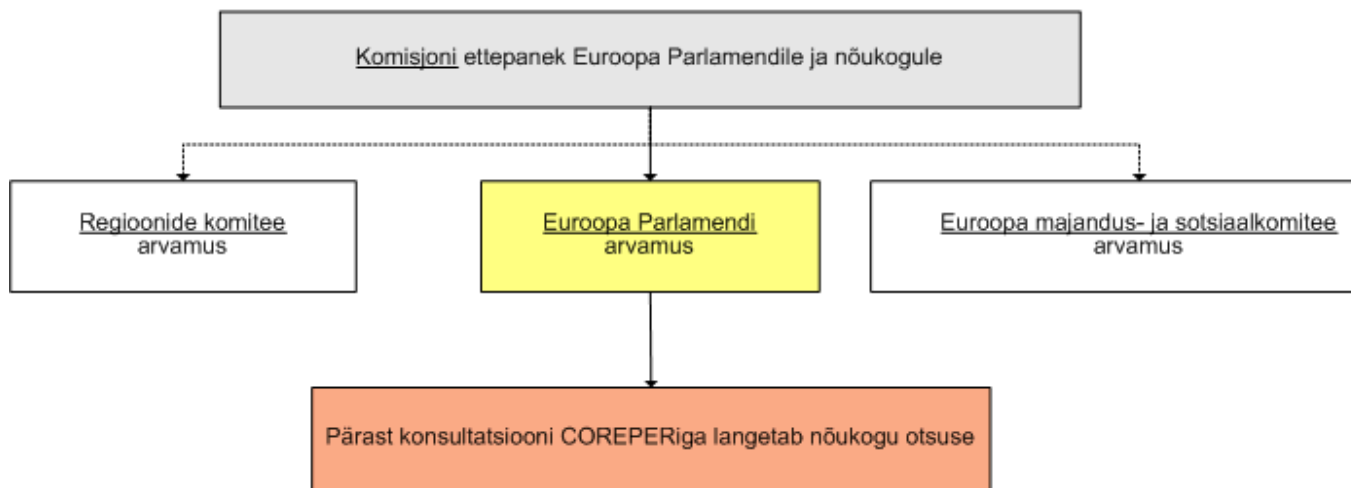 Komisjoni ettepanek Euroopa Parlamendile ja nõukogule
Regioonide komitee
arvamus
Euroopa Parlamendi
arvamus
Euroopa majandus- ja sotsiaalkomitee
arvamus
Pärast konsultatsiooni COREPERiga langetab nõukogu otsuse